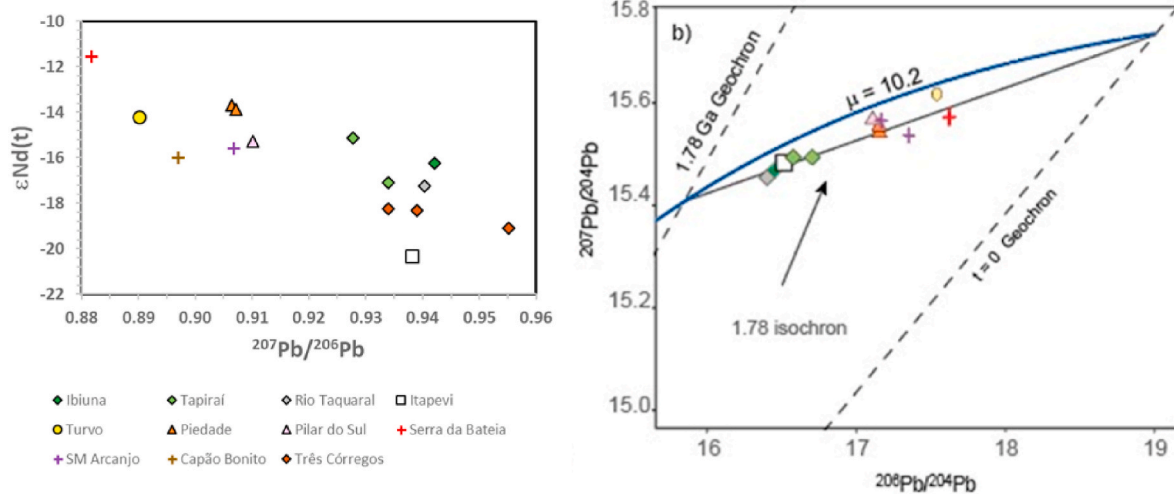 -10
-12
-14
-16
-18
-20
-22
εNd(t)
0.88 0.89 0.90 0.91 0.92 0.93 0.94 0.95 0.96
²⁰⁷Pb/²⁰⁶Pb
Ibiuna Tapiraí Rio Taquaral Itapevi
Turvo Piedade Pilar do Sul Serra da Bateia
SM Arcanjo Capão Bonito Três Córregos
b)
15.8
15.6
15.4
15.2
15.0
²⁰⁷Pb/²⁰⁴Pb
1.78 Ga Geochron
μ = 10.2
t = 0 Geochron
1.78 isochron
16 17 18 19
²⁰⁶Pb/²⁰⁴Pb